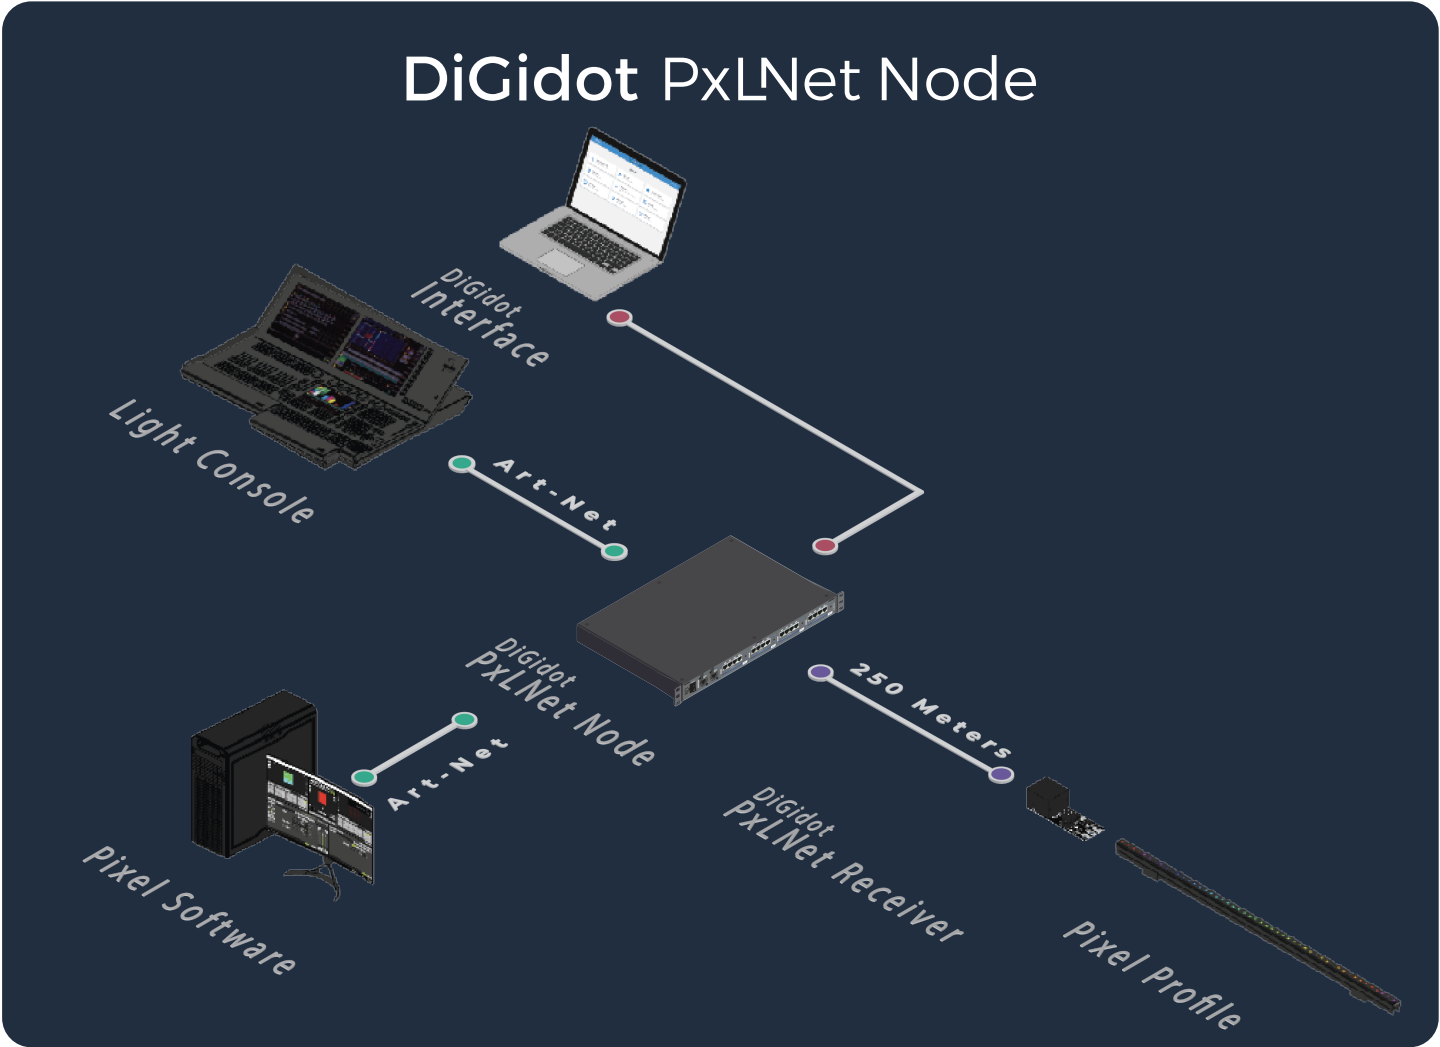 DiGidot PxLNet Node
DiGidot
Interface
Light Console
Art-Net
DiGidot
PxLNet Node
250 Meters
Art-Net
Pixel Software
DiGidot
PxLNet Receiver
Pixel Profile